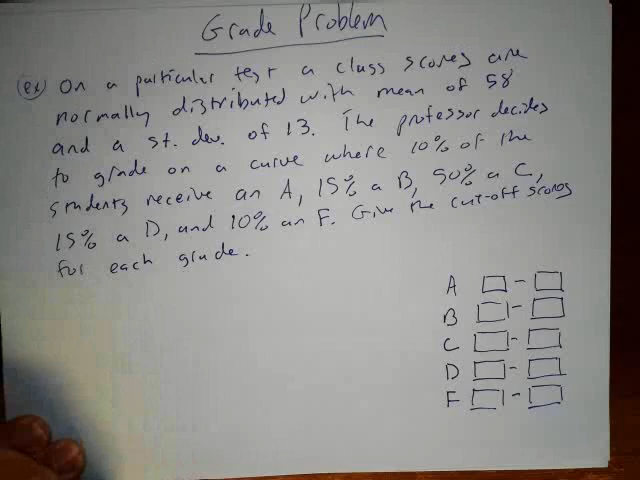 Grade Problem
(ex) On a particular test a class scores are
normally distributed with mean of 58
and a st. dev. of 13. The professor decides
to grade on a curve where 10% of the
students receive an A, 15% a B, 50% a C,
15% a D, and 10% an F. Give the cut-off scores
for each grade.
A -
B -
C -
D -
F -